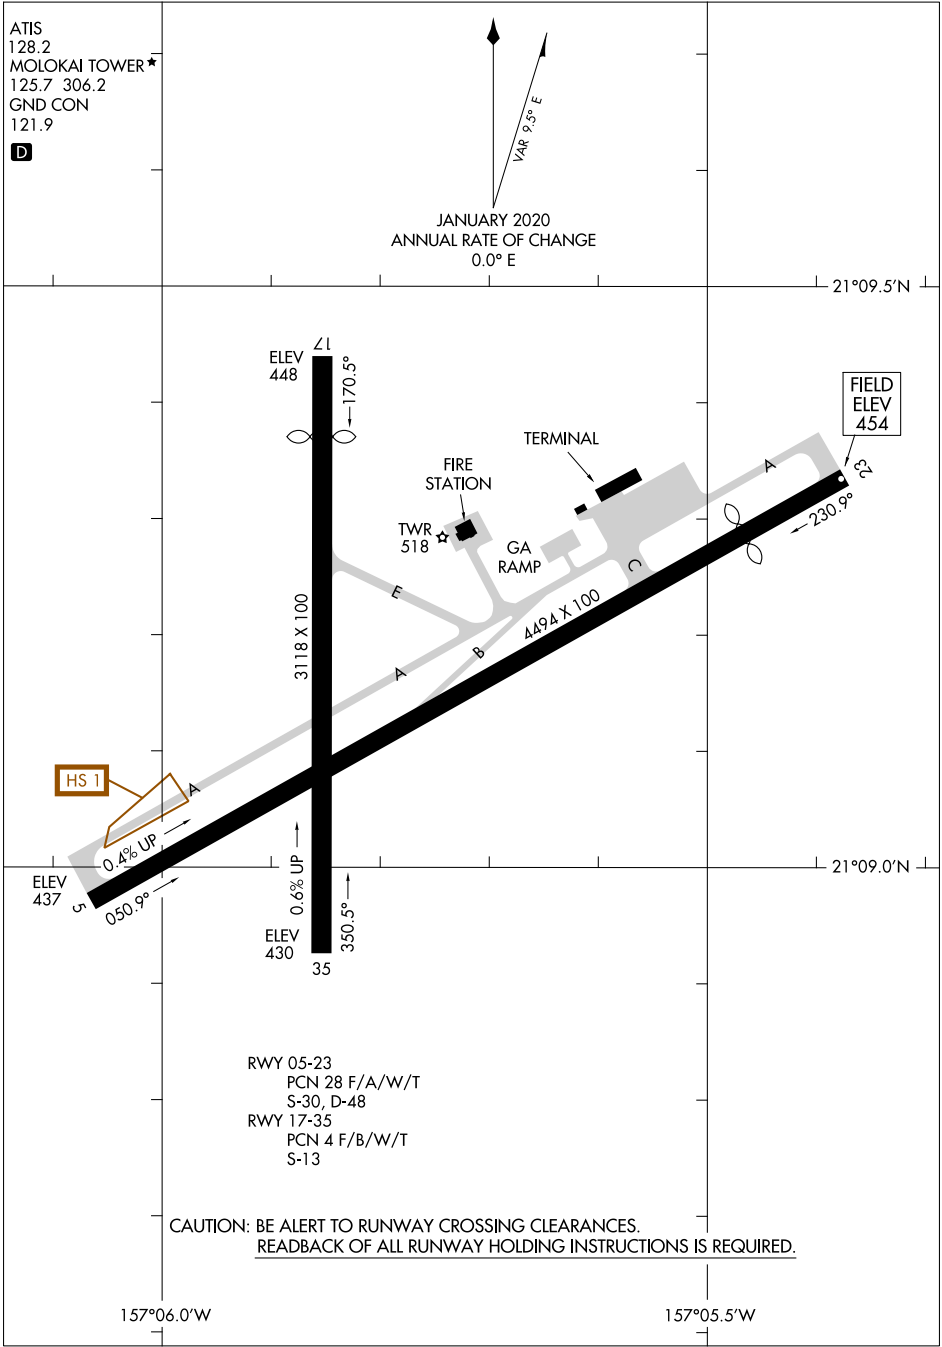 ATIS
128.2
MOLOKAI TOWER★
125.7 306.2
GND CON
121.9
D
VAR 9.5° E
JANUARY 2020
ANNUAL RATE OF CHANGE
0.0° E
21°09.5'N
17
ELEV
448
170.5°
FIELD
ELEV
454
TERMINAL
A
23
FIRE
STATION
230.9°
TWR
518
GA
RAMP
C
E
4494 X 100
3118 X 100
B
A
HS 1
A
0.4% UP
21°09.0'N
ELEV
437
5
050.9°
0.6% UP
350.5°
ELEV
430
35
RWY 05-23
PCN 28 F/A/W/T
S-30, D-48
RWY 17-35
PCN 4 F/B/W/T
S-13
CAUTION: BE ALERT TO RUNWAY CROSSING CLEARANCES.
READBACK OF ALL RUNWAY HOLDING INSTRUCTIONS IS REQUIRED.
157°06.0'W
157°05.5'W